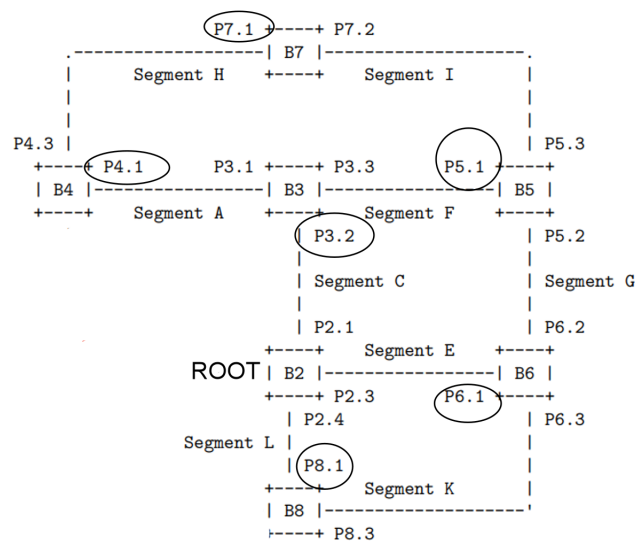 P7.1 P7.2
B7
Segment H Segment I
P4.3 P5.3
P4.1 P3.1 P3.3 P5.1
B4 B3 B5
Segment A Segment F
P3.2 P5.2
Segment C Segment G
P2.1 P6.2
Segment E
ROOT B2 B6
P2.3 P6.1
P2.4 P6.3
Segment L
P8.1
Segment K
B8
P8.3